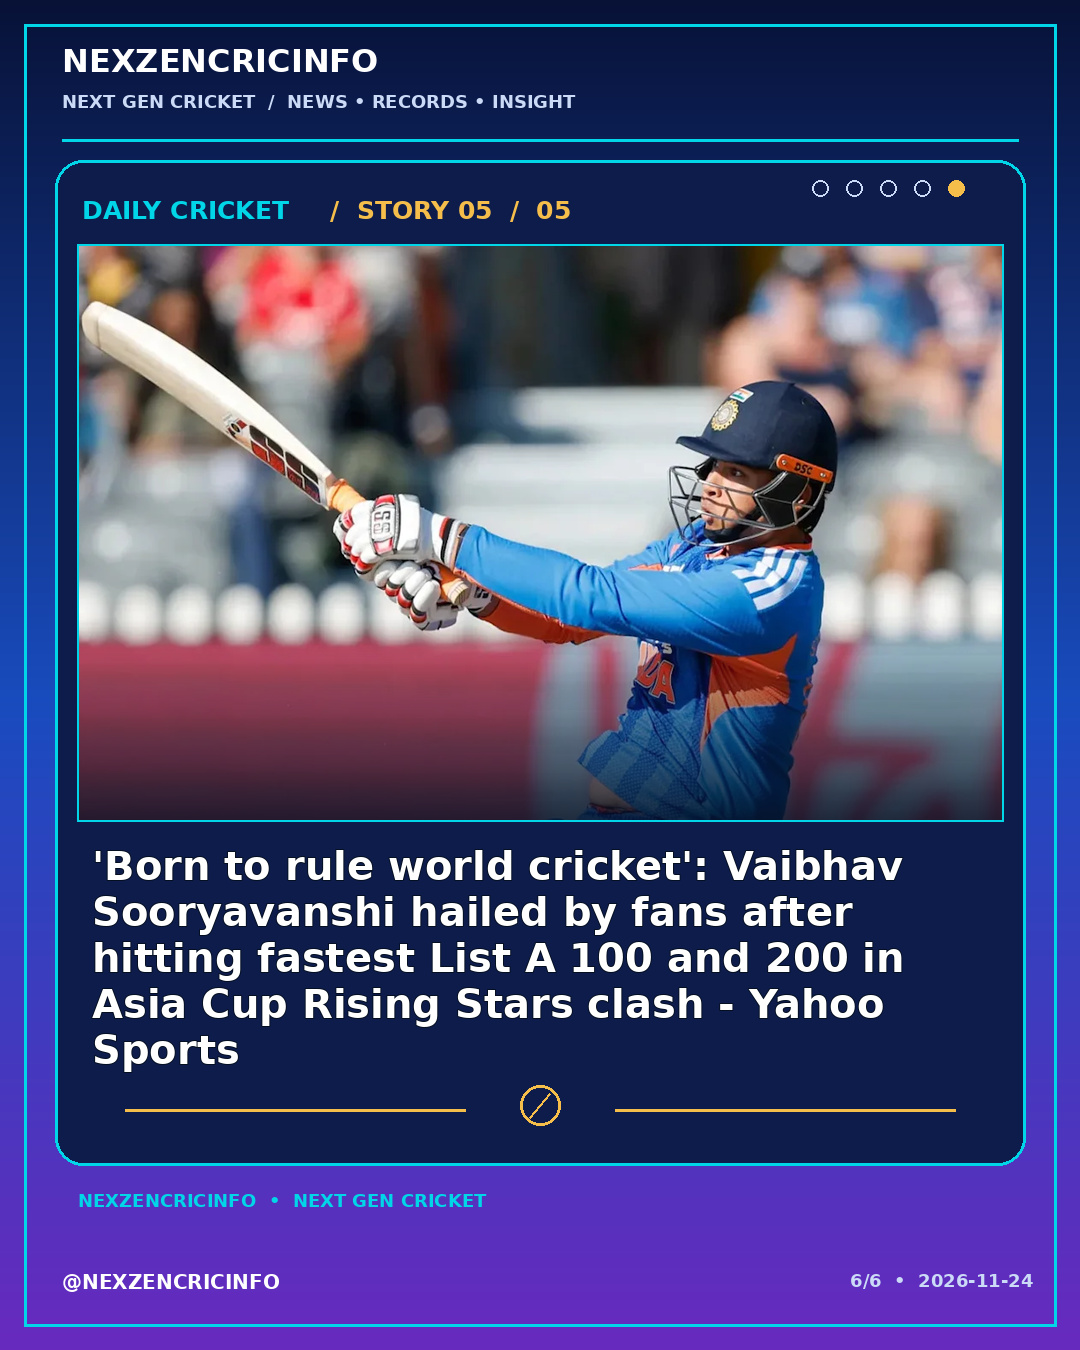 NEXZENCRICINFO
NEXT GEN CRICKET / NEWS • RECORDS • INSIGHT
DAILY CRICKET / STORY 05 / 05
DSC
SS
'Born to rule world cricket': Vaibhav
Sooryavanshi hailed by fans after
hitting fastest List A 100 and 200 in
Asia Cup Rising Stars clash - Yahoo
Sports
NEXZENCRICINFO • NEXT GEN CRICKET
@NEXZENCRICINFO
6/6 • 2026-11-24